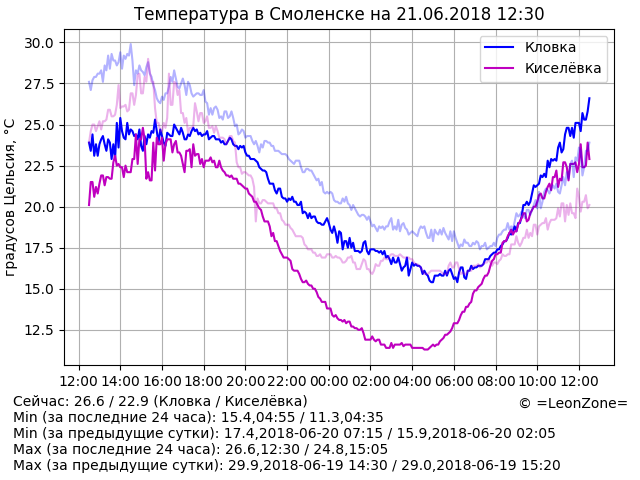 Температура в Смоленске на 21.06.2018 12:30
30.0
27.5
25.0
22.5
20.0
17.5
15.0
12.5
градусов Цельсия, °C
Кловка
Киселёвка
12:00 14:00 16:00 18:00 20:00 22:00 00:00 02:00 04:00 06:00 08:00 10:00 12:00
Сейчас: 26.6 / 22.9 (Кловка / Киселёвка)
© =LeonZone=
Min (за последние 24 часа): 15.4,04:55 / 11.3,04:35
Min (за предыдущие сутки): 17.4,2018-06-20 07:15 / 15.9,2018-06-20 02:05
Max (за последние 24 часа): 26.6,12:30 / 24.8,15:05
Max (за предыдущие сутки): 29.9,2018-06-19 14:30 / 29.0,2018-06-19 15:20